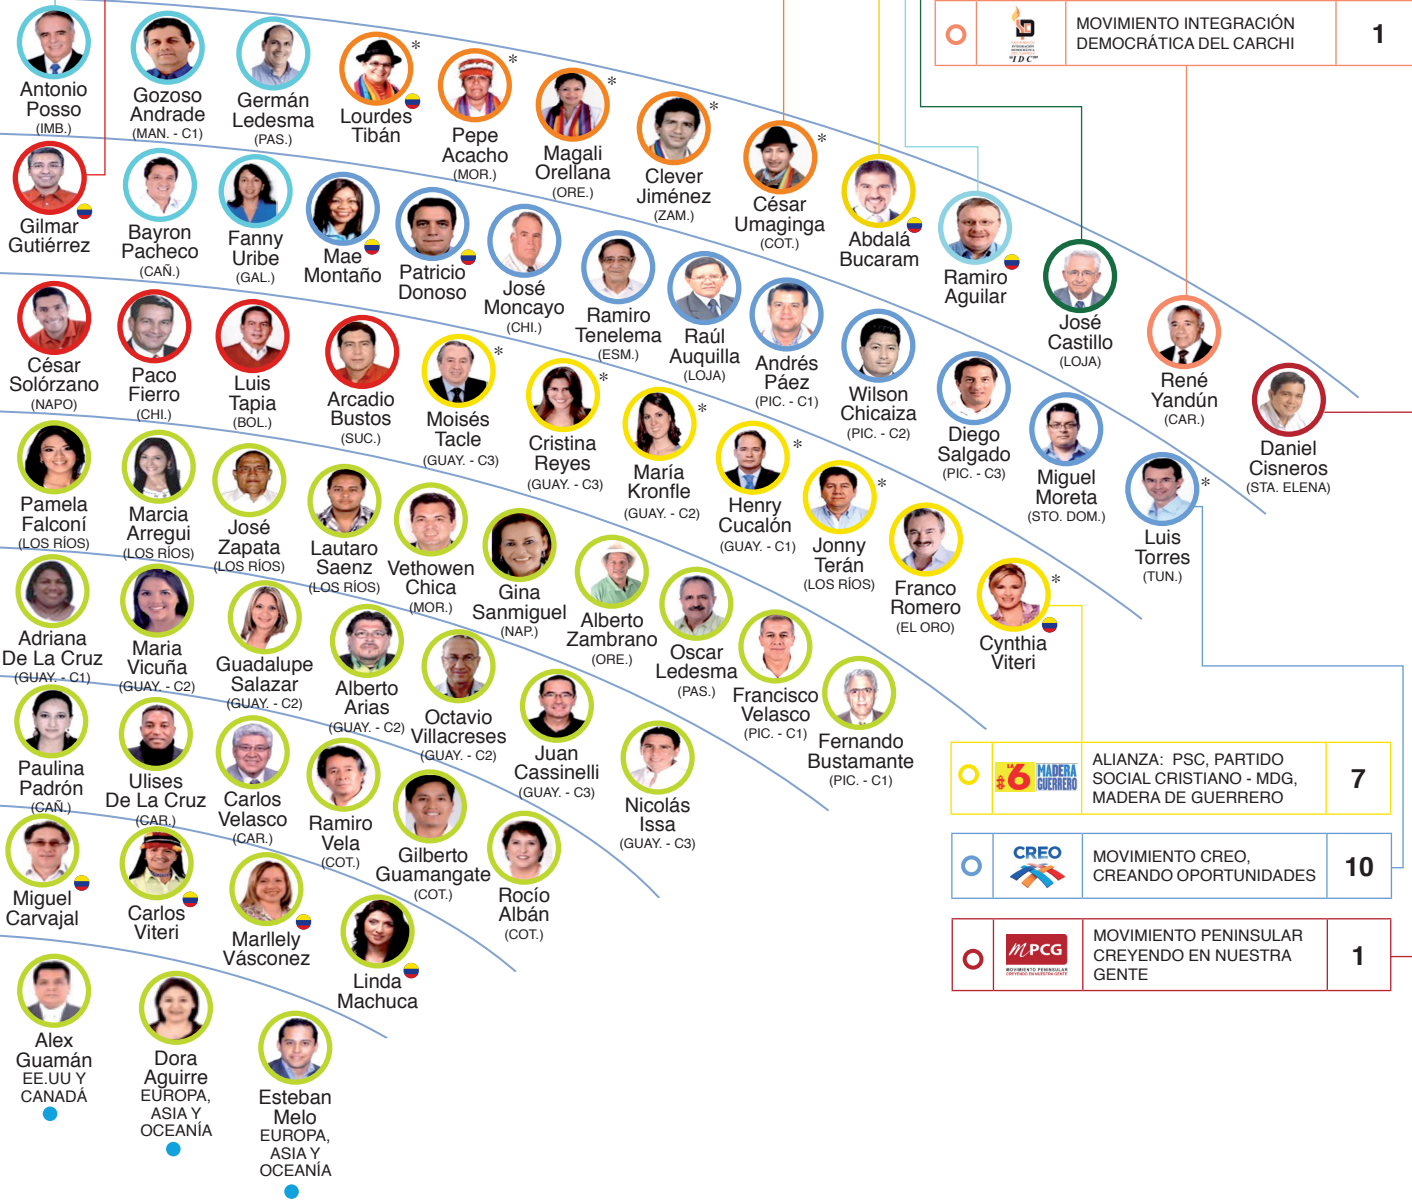 MOVIMIENTO INTEGRACIÓN
DEMOCRÁTICA DEL CARCHI
1
"IDC"
Antonio
Posso
(IMB.)
Gozoso
Andrade
(MAN. - C1)
Germán
Ledesma
(PAS.)
*
Lourdes
Tibán
*
Pepe
Acacho
(MOR.)
*
Magali
Orellana
(ORE.)
*
Clever
Jiménez
(ZAM.)
*
César
Umaginga
(COT.)
Abdalá
Bucaram
Ramiro
Aguilar
José
Castillo
(LOJA)
René
Yandún
(CAR.)
Daniel
Cisneros
(STA. ELENA)
Gilmar
Gutiérrez
Bayron
Pacheco
(CAÑ.)
Fanny
Uribe
(GAL.)
Mae
Montaño
Patricio
Donoso
José
Moncayo
(CHI.)
Ramiro
Tenelema
(ESM.)
Raúl
Auquilla
(LOJA)
Andrés
Páez
(PIC. - C1)
Wilson
Chicaiza
(PIC. - C2)
Diego
Salgado
(PIC. - C3)
Miguel
Moreta
(STO. DOM.)
*
Luis
Torres
(TUN.)
César
Solórzano
(NAPO)
Paco
Fierro
(CHI.)
Luis
Tapia
(BOL.)
Arcadio
Bustos
(SUC.)
*
Moisés
Tacle
(GUAY. - C3)
*
Cristina
Reyes
(GUAY. - C3)
*
María
Kronfle
(GUAY. - C2)
*
Henry
Cucalón
(GUAY. - C1)
*
Jonny
Terán
(LOS RÍOS)
Franco
Romero
(EL ORO)
*
Cynthia
Viteri
Pamela
Falconí
(LOS RÍOS)
Marcia
Arregui
(LOS RÍOS)
José
Zapata
(LOS RÍOS)
Lautaro
Saenz
(LOS RÍOS)
Vethowen
Chica
(MOR.)
Gina
Sanmiguel
(NAP.)
Alberto
Zambrano
(ORE.)
Oscar
Ledesma
(PAS.)
Francisco
Velasco
(PIC. - C1)
Fernando
Bustamante
(PIC. - C1)
Adriana
De La Cruz
(GUAY. - C1)
Maria
Vicuña
(GUAY. - C2)
Guadalupe
Salazar
(GUAY. - C2)
Alberto
Arias
(GUAY. - C2)
Octavio
Villacreses
(GUAY. - C2)
Juan
Cassinelli
(GUAY. - C3)
Nicolás
Issa
(GUAY. - C3)
Paulina
Padrón
(CAÑ.)
Ulises
De La Cruz
(CAR.)
Carlos
Velasco
(CAR.)
Ramiro
Vela
(COT.)
Gilberto
Guamangate
(COT.)
Rocío
Albán
(COT.)
Miguel
Carvajal
Carlos
Viteri
Marllely
Vásconez
Linda
Machuca
Alex
Guamán
EE.UU Y
CANADÁ
Dora
Aguirre
EUROPA,
ASIA Y
OCEANÍA
Esteban
Melo
EUROPA,
ASIA Y
OCEANÍA
LA 6
MADERA
GUERRERO
ALIANZA: PSC, PARTIDO
SOCIAL CRISTIANO - MDG,
MADERA DE GUERRERO
7
CREO
MOVIMIENTO CREO,
CREANDO OPORTUNIDADES
10
MPCG
MOVIMIENTO PENINSULAR
CREYENDO EN NUESTRA GENTE
MOVIMIENTO PENINSULAR
CREYENDO EN NUESTRA
GENTE
1